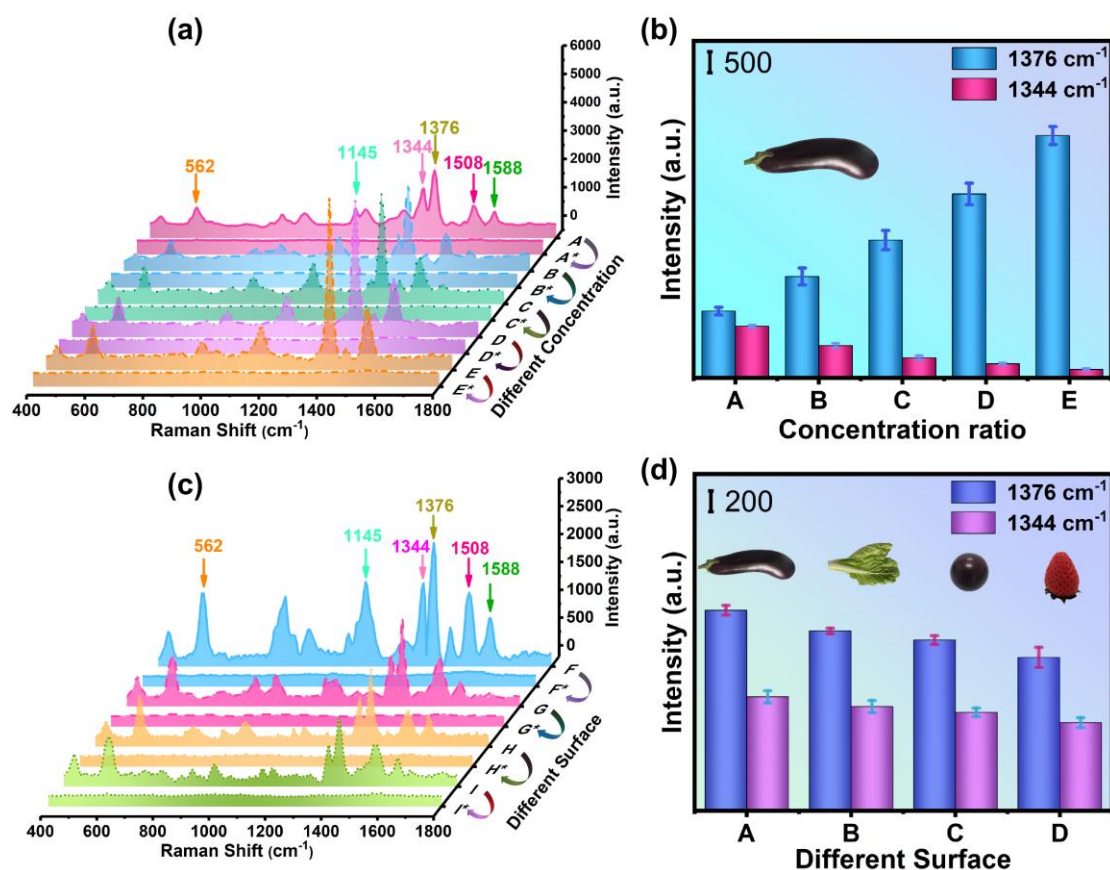 (a)
6000
5000
4000
3000
2000
1000
0
Intensity (a.u.)
562
1145
1344
1376
1508
1588
A
A*
B
B*
C
C*
D
D*
E
E*
Different Concentration
400 600 800 1000 1200 1400 1600 1800
Raman Shift (cm⁻¹)
(b)
500
1376 cm⁻¹
1344 cm⁻¹
Intensity (a.u.)
A B C D E
Concentration ratio
(c)
3000
2500
2000
1500
1000
500
0
Intensity (a.u.)
562
1145
1344
1376
1508
1588
F
F*
G
G*
H
H*
I
I*
Different Surface
400 600 800 1000 1200 1400 1600 1800
Raman Shift (cm⁻¹)
(d)
200
1376 cm⁻¹
1344 cm⁻¹
Intensity (a.u.)
A B C D
Different Surface